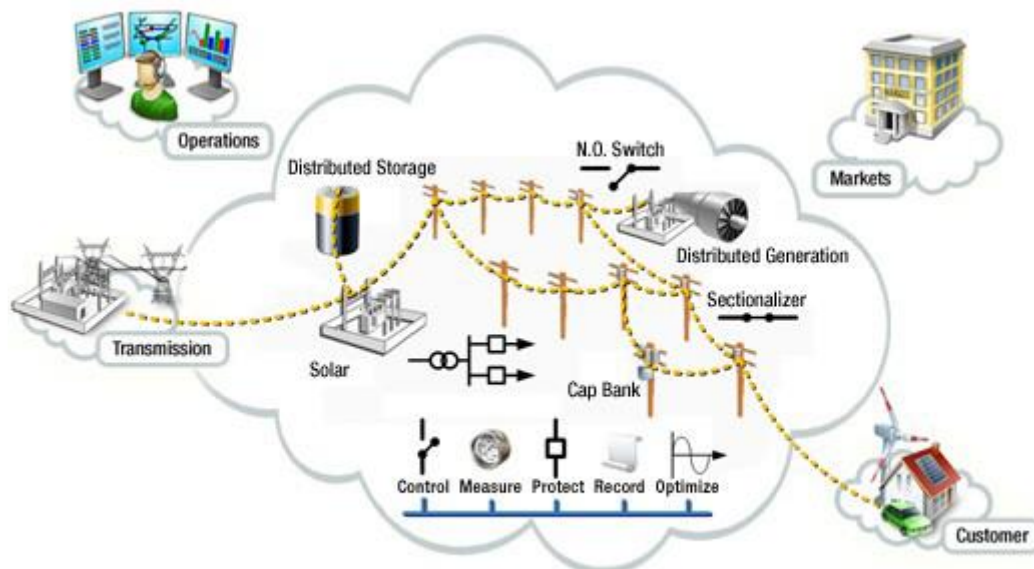 Operations
N.O. Switch
Distributed Storage
Markets
Distributed Generation
Sectionalizer
Transmission
Solar
Cap Bank
Control Measure Protect Record Optimize
Customer